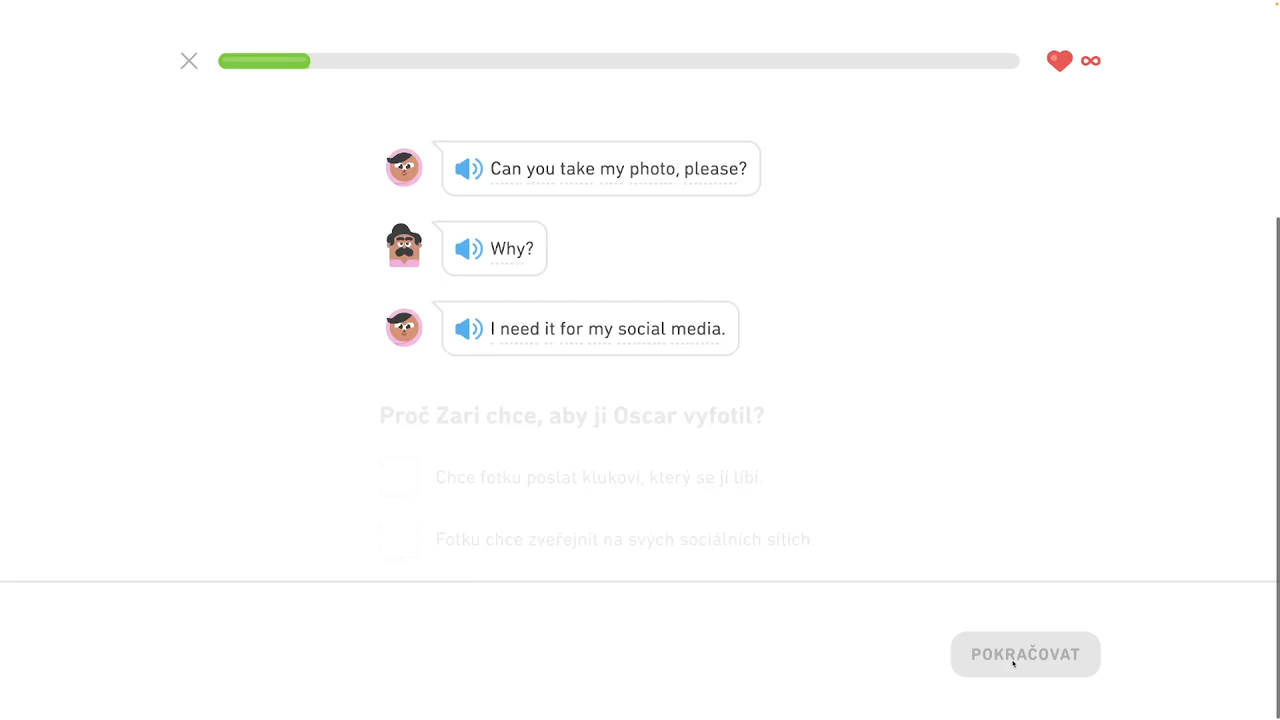 Can you take my photo, please?
Why?
I need it for my social media.
Proč Zari chce, aby ji Oscar vyfotil?
Chce fotku poslat klukovi, který se jí líbí.
Fotku chce zveřejnit na svých sociálních sítích.
POKRAČOVAT